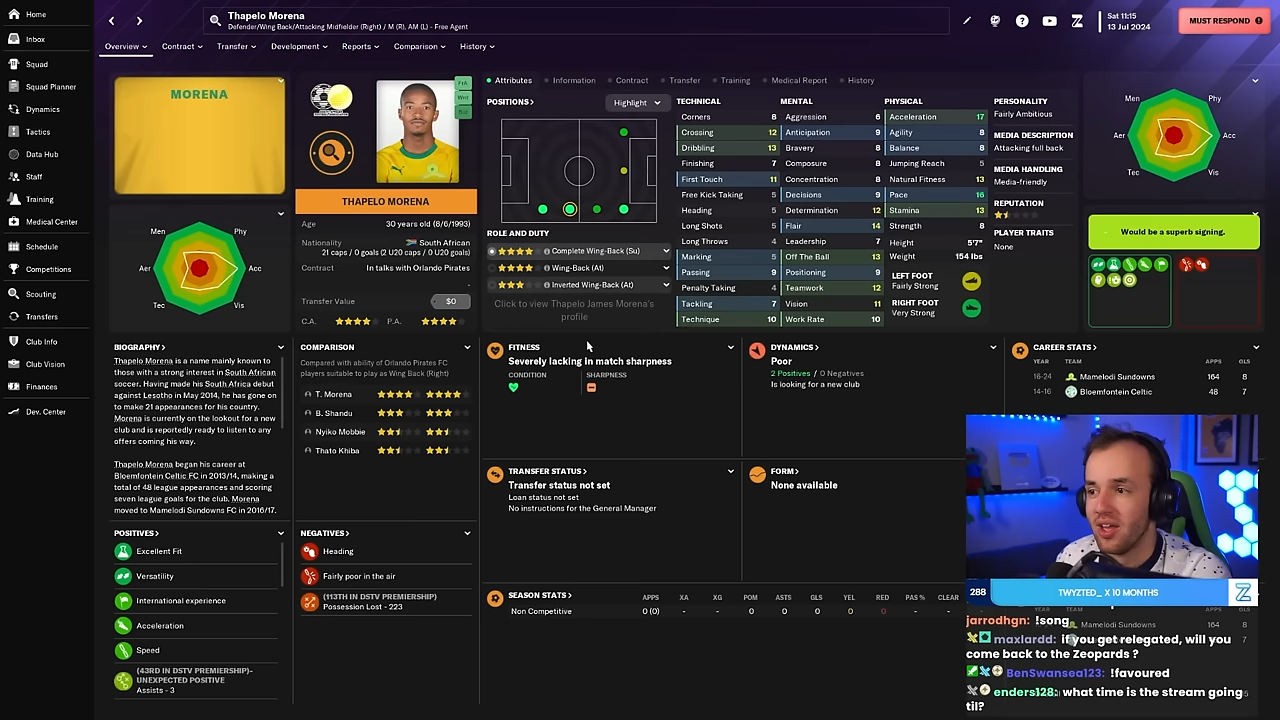 Home
Inbox
Squad
Squad Planner
Dynamics
Tactics
Data Hub
Staff
Training
Medical Center
Schedule
Competitions
Scouting
Transfers
Club Info
Club Vision
Finances
Dev. Center
Thapelo Morena
Defender/Wing Back/Attacking Midfielder (Right) / M (R), AM (L) - Free Agent
Sat 11:15
13 Jul 2024
MUST RESPOND
Overview
Contract
Transfer
Development
Reports
Comparison
History
MORENA
THAPELO MORENA
Age
30 years old (8/6/1993)
Nationality
South African
21 caps / 0 goals (2 U20 caps / 0 U20 goals)
Contract
In talks with Orlando Pirates
-
Transfer Value
$0
C.A.
P.A.
Men
Phy
Aer
Acc
Tec
Vis
Attributes
Information
Contract
Transfer
Training
Medical Report
History
POSITIONS
Highlight
ROLE AND DUTY
Complete Wing-Back (Su)
Wing-Back (At)
Inverted Wing-Back (At)
Click to view Thapelo James Morena's
profile
TECHNICAL
Corners 8
Crossing 12
Dribbling 13
Finishing 7
First Touch 11
Free Kick Taking 5
Heading 5
Long Shots 5
Long Throws 4
Marking 5
Passing 9
Penalty Taking 4
Tackling 7
Technique 10
MENTAL
Aggression 6
Anticipation 9
Bravery 8
Composure 8
Concentration 8
Decisions 9
Determination 12
Flair 14
Leadership 7
Off The Ball 13
Positioning 9
Teamwork 12
Vision 11
Work Rate 10
PHYSICAL
Acceleration 17
Agility 8
Balance 8
Jumping Reach 5
Natural Fitness 13
Pace 16
Stamina 13
Strength 8
Height 5'7"
Weight 154 lbs
LEFT FOOT
Fairly Strong
RIGHT FOOT
Very Strong
PERSONALITY
Fairly Ambitious
MEDIA DESCRIPTION
Attacking full back
MEDIA HANDLING
Media-friendly
REPUTATION
PLAYER TRAITS
None
Men
Phy
Aer
Acc
Tec
Vis
Would be a superb signing.
BIOGRAPHY
Thapelo Morena is a name mainly known to
those with a strong interest in South African
soccer. Having made his South Africa debut
against Lesotho in May 2014, he has gone on
to make 21 appearances for his country.
Morena is currently on the lookout for a new
club and is reportedly ready to listen to any
offers coming his way.
Thapelo Morena began his career at
Bloemfontein Celtic FC in 2013/14, making a
total of 48 league appearances and scoring
seven league goals for the club. Morena
moved to Mamelodi Sundowns FC in 2016/17.
COMPARISON
Compared with ability of Orlando Pirates FC
players suitable to play as Wing Back (Right)
T. Morena
B. Shandu
Nyiko Mobbie
Thato Khiba
FITNESS
Severely lacking in match sharpness
CONDITION
SHARPNESS
DYNAMICS
Poor
2 Positives / 0 Negatives
Is looking for a new club
CAREER STATS
YEAR TEAM APPS GLS
16-24 Mamelodi Sundowns 164 8
14-16 Bloemfontein Celtic 48 7
TRANSFER STATUS
Transfer status not set
Loan status not set
No instructions for the General Manager
FORM
None available
POSITIVES
Excellent Fit
Versatility
International experience
Acceleration
Speed
(43RD IN DSTV PREMIERSHIP)-
UNEXPECTED POSITIVE
Assists - 3
NEGATIVES
Heading
Fairly poor in the air
(113TH IN DSTV PREMIERSHIP)
Possession Lost - 223
SEASON STATS
APPS XA XG POM ASTS GLS YEL RED PAS % CLEAR
Non Competitive 0 (0) - - 0 0 0 0 0
288
TWYZTED_ X 10 MONTHS
Mamelodi Sundowns 164 8
jarrodhgn: !song
maxlardd: if you get relegated, will you
come back to the Zeopards ?
BenSwansea123: !favoured
enders128: what time is the stream going
til?